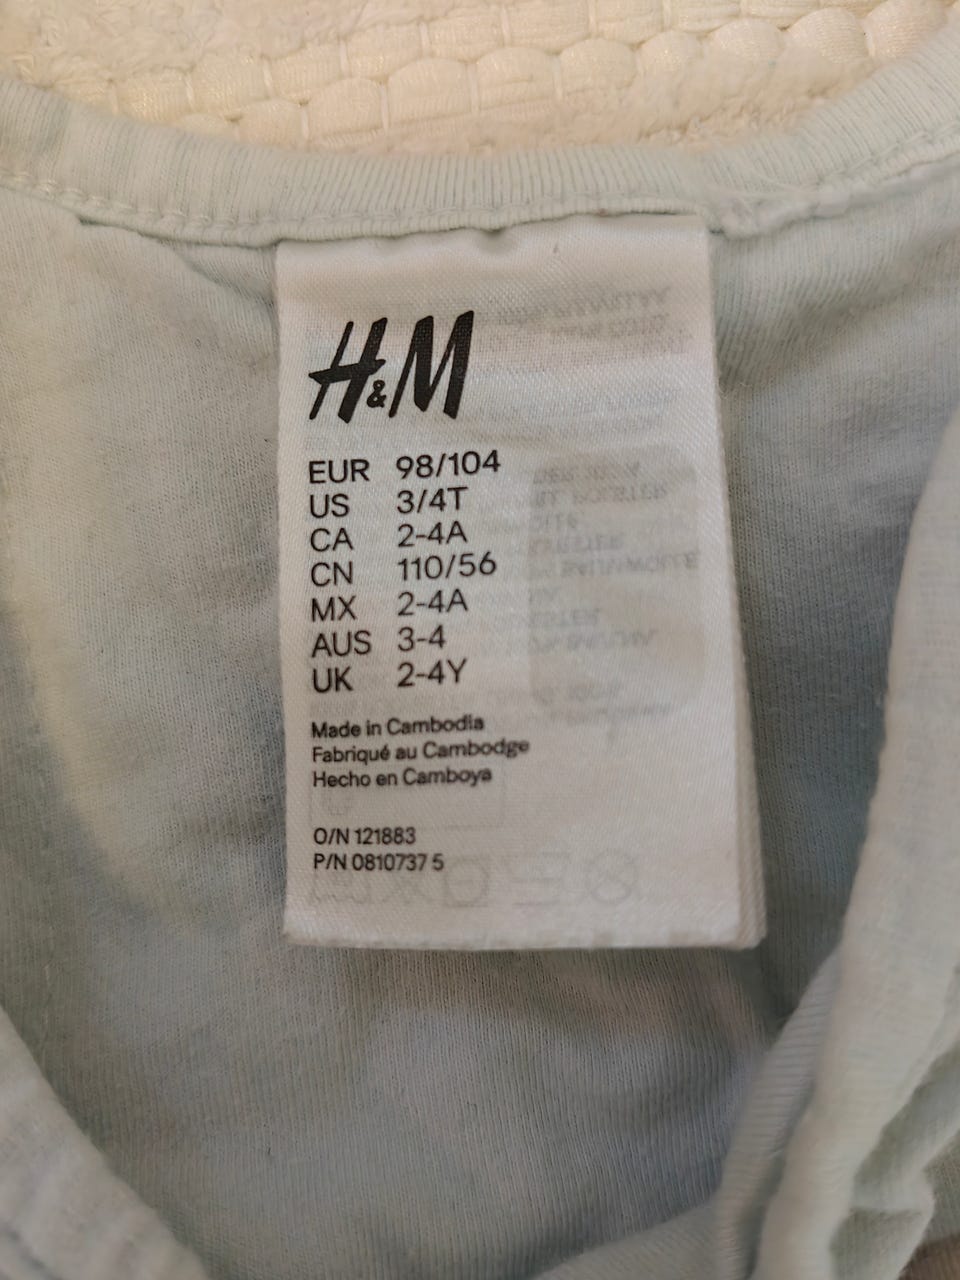 H&M
EUR 98/104
US 3/4T
CA 2-4A
CN 110/56
MX 2-4A
AUS 3-4
UK 2-4Y
Made in Cambodia
Fabriqué au Cambodge
Hecho en Camboya
O/N 121883
P/N 0810737 5